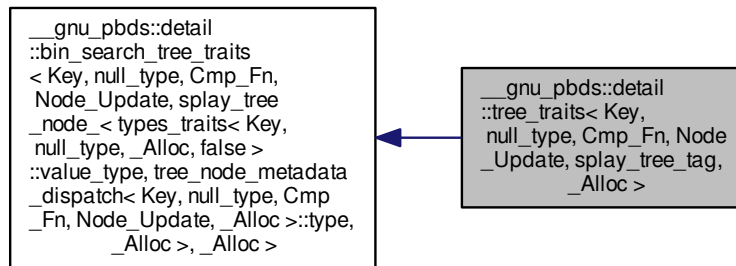 __gnu_pbds::detail
::bin_search_tree_traits
< Key, null_type, Cmp_Fn,
Node_Update, splay_tree
_node_< types_traits< Key,
null_type, _Alloc, false >
::value_type, tree_node_metadata
_dispatch< Key, null_type, Cmp
_Fn, Node_Update, _Alloc >::type,
_Alloc >, _Alloc >
__gnu_pbds::detail
::tree_traits< Key,
null_type, Cmp_Fn, Node
_Update, splay_tree_tag,
_Alloc >